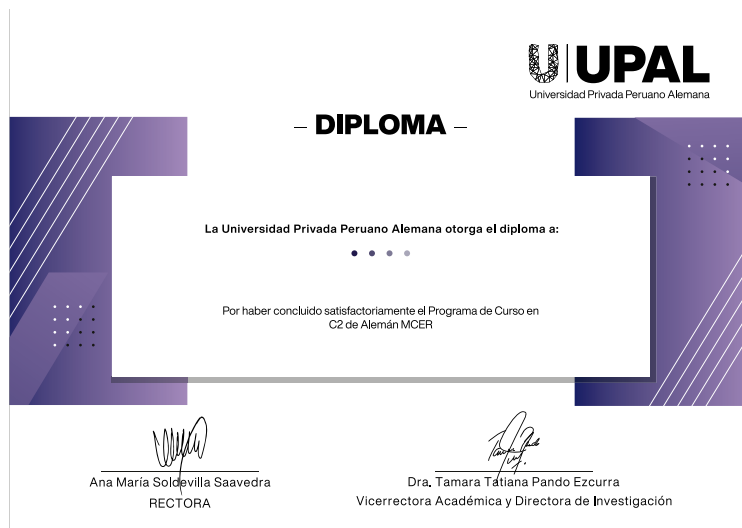 UPAL
Universidad Privada Peruano Alemana
– DIPLOMA –
La Universidad Privada Peruano Alemana otorga el diploma a:
Por haber concluido satisfactoriamente el Programa de Curso en
C2 de Alemán MCER
Ana María Soldevilla Saavedra
RECTORA
Dra. Tamara Tatiana Pando Ezcurra
Vicerrectora Académica y Directora de Investigación